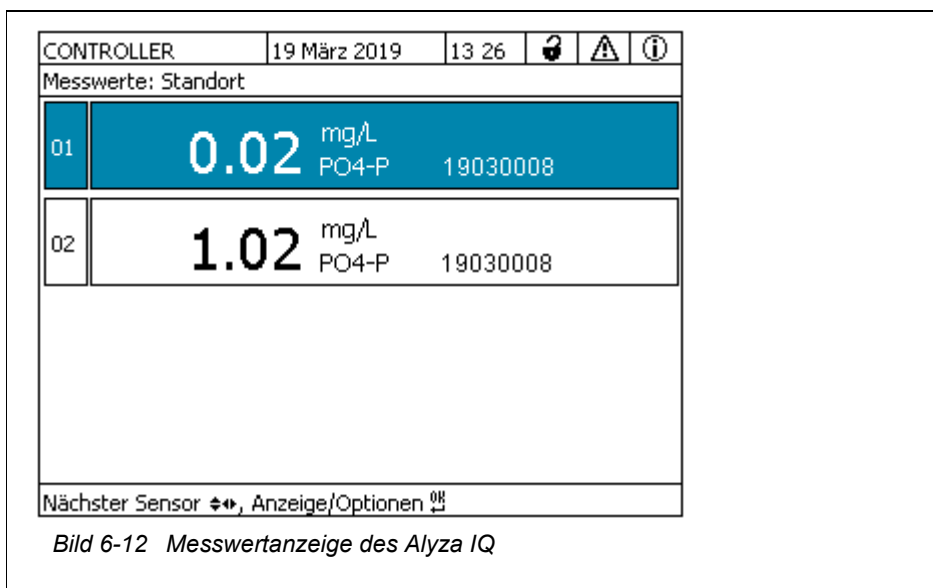 CONTROLLER 19 März 2019 13 26
Messwerte: Standort
01 0.02 mg/L PO4-P 19030008
02 1.02 mg/L PO4-P 19030008
Nächster Sensor, Anzeige/Optionen OK
Bild 6-12 Messwertanzeige des Alyza IQ